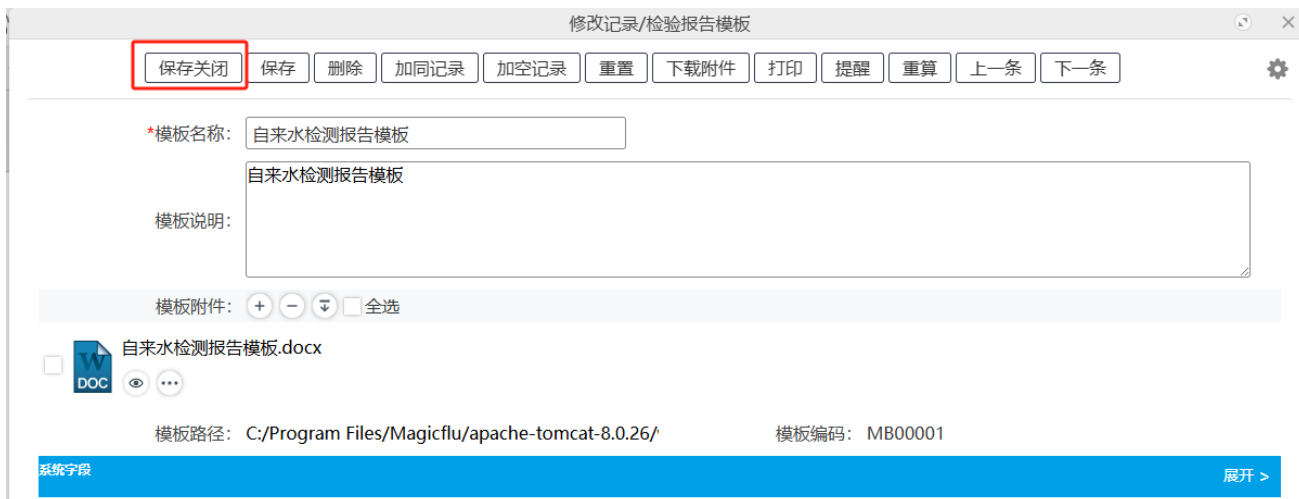 修改记录/检验报告模板
保存关闭 保存 删除 加同记录 加空记录 重置 下载附件 打印 提醒 重算 上一条 下一条
*模板名称： 自来水检测报告模板
模板说明： 自来水检测报告模板
模板附件： 全选
自来水检测报告模板.docx
W
DOC
模板路径： C:/Program Files/Magicflu/apache-tomcat-8.0.26/ 模板编码： MB00001
系统字段 展开 >